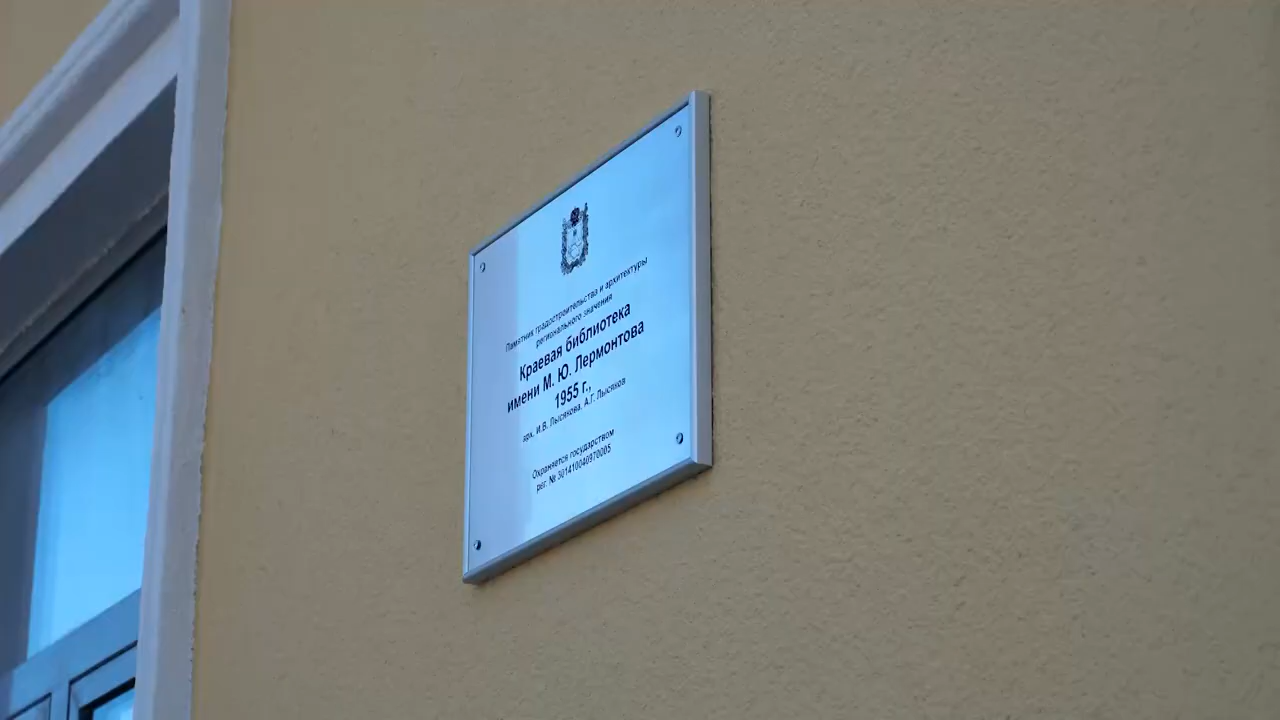 Памятник градостроительства и архитектуры
регионального значения
Краевая библиотека
имени М. Ю. Лермонтова
1955 г.,
арх. И.В. Лысякова, А.Г. Лысяков
Охраняется государством
рег. № 301410040970005